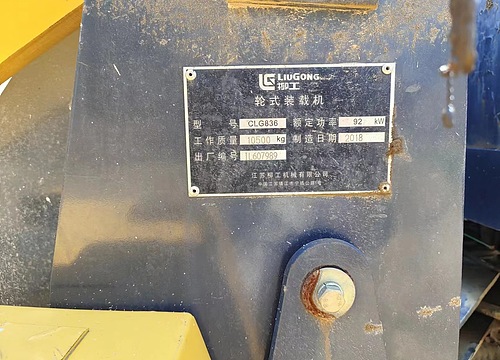 LIUGONG
柳工
轮式装载机
型 号 CLG836 额定功率 92 kW
工作质量 10500 kg 制造日期 2018
出厂编号 1L607989
江苏柳工机械有限公司